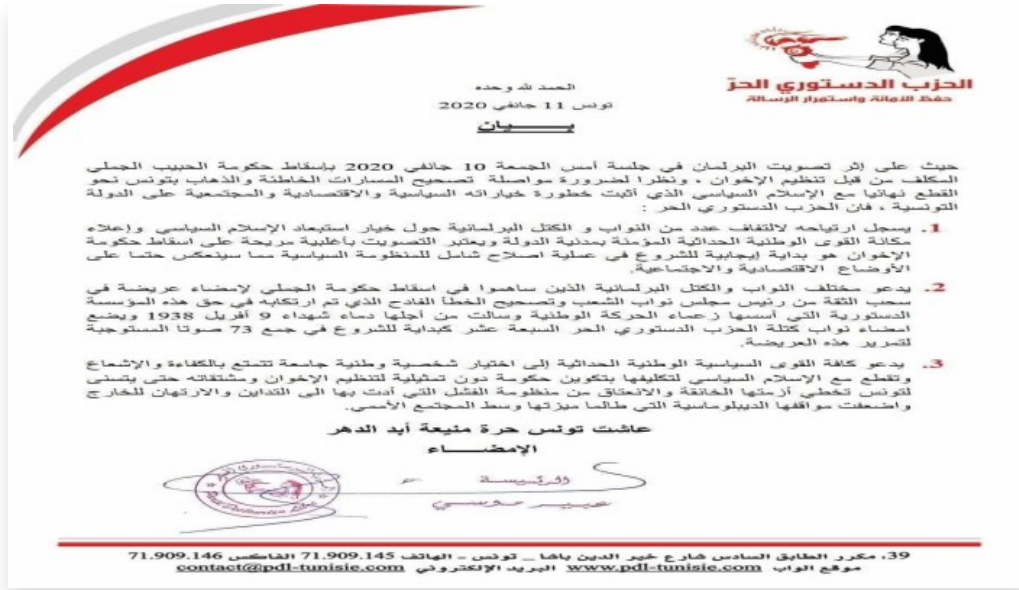 الحزب الدستوري الحرّ
حفظ الأمانة واستمرار الرسالة
الحمد لله وحده
تونس 11 جانفي 2020
بـيـــان
حيث على إثر تصويت البرلمان في جلسة أمس الجمعة 10 جانفي 2020 بإسقاط حكومة الحبيب الجملي
المكلف من قبل تنظيم الإخوان ، ونظرا لضرورة مواصلة تصحيح المسارات الخاطئة والذهاب بتونس نحو
القطع نهائيا مع الإسلام السياسي الذي أثبت خطورة خياراته السياسية والاقتصادية والمجتمعية على الدولة
التونسية ، فان الحزب الدستوري الحر :
1. يسجل ارتياحه لالتفاف عدد من النواب و الكتل البرلمانية حول خيار استبعاد الإسلام السياسي وإعلاء
مكانة القوى الوطنية الحداثية المؤمنة بمدنية الدولة ويعتبر التصويت بأغلبية مريحة على اسقاط حكومة
الإخوان هو بداية إيجابية للشروع في عملية اصلاح شامل للمنظومة السياسية مما سينعكس حتما على
الأوضاع الاقتصادية والاجتماعية.
2. يدعو مختلف النواب والكتل البرلمانية الذين ساهموا في اسقاط حكومة الجملي لإمضاء عريضة في
سحب الثقة من رئيس مجلس نواب الشعب وتصحيح الخطأ الفادح الذي تم ارتكابه في حق هذه المؤسسة
الدستورية التي أسسها زعماء الحركة الوطنية وسالت من أجلها دماء شهداء 9 أفريل 1938 ويضع
امضاء نواب كتلة الحزب الدستوري الحر السبعة عشر كبداية للشروع في جمع 73 صوتا المستوجبة
لتمرير هذه العريضة.
3. يدعو كافة القوى السياسية الوطنية الحداثية إلى اختيار شخصية وطنية جامعة تتمتع بالكفاءة والإشعاع
وتقطع مع الإسلام السياسي لتكليفها بتكوين حكومة دون تمثيلية لتنظيم الإخوان ومشتقاته حتى يتسنى
لتونس تخطي أزمتها الخانقة والانعتاق من منظومة الفشل التي أدت بها الى التداين والارتهان للخارج
واضعفت مواقفها الديبلوماسية التي طالما ميزتها وسط المجتمع الأممي.
عاشت تونس حرة منيعة أبد الدهر
الإمضـــاء
الرئيسة
عبير موسي
39، مكرر الطابق السادس شارع خير الدين باشا _ تونس - الهاتف 71.909.145 الفاكس 71.909.146
موقع الواب www.pdl-tunisie.com البريد الإلكتروني contact@pdl-tunisie.com